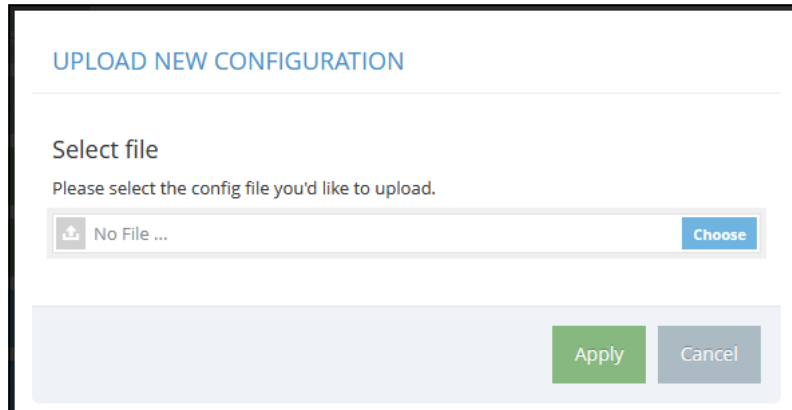 UPLOAD NEW CONFIGURATION
Select file
Please select the config file you'd like to upload.
No File ... Choose
Apply Cancel